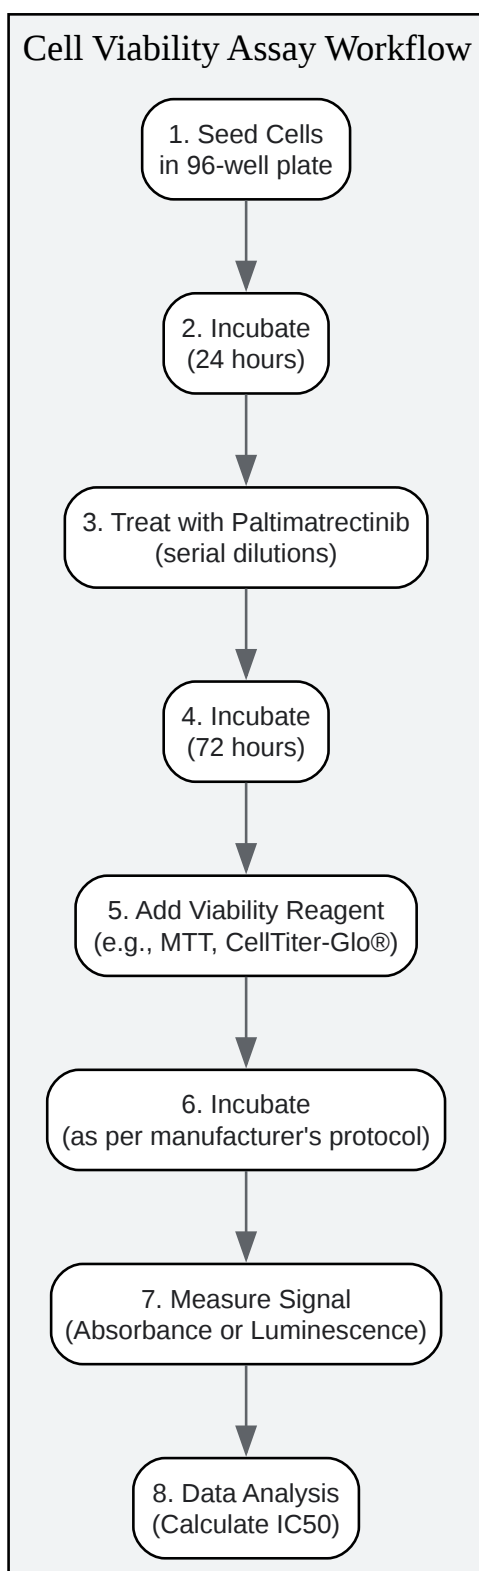 Cell Viability Assay Workflow
1. Seed Cells
in 96-well plate
2. Incubate
(24 hours)
3. Treat with Paltimatrectinib
(serial dilutions)
4. Incubate
(72 hours)
5. Add Viability Reagent
(e.g., MTT, CellTiter-Glo®)
6. Incubate
(as per manufacturer's protocol)
7. Measure Signal
(Absorbance or Luminescence)
8. Data Analysis
(Calculate IC50)